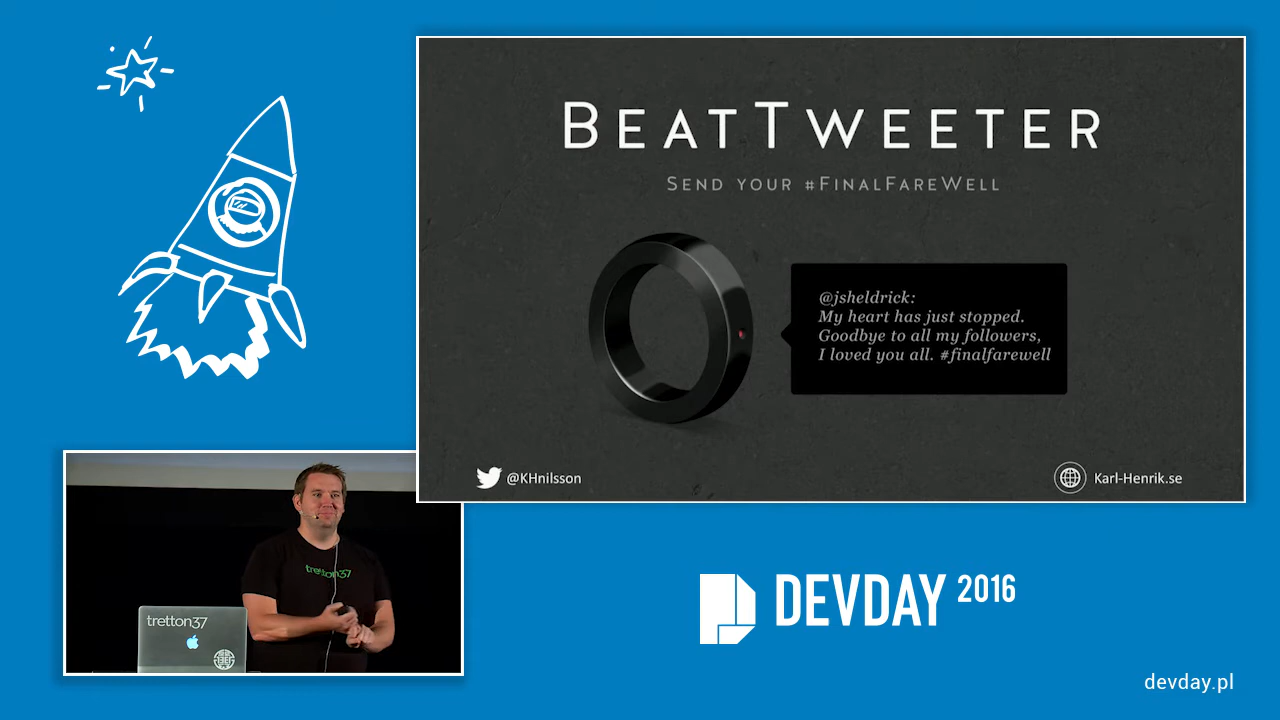 BEATTWEETER
SEND YOUR #FINALFAREWELL
@jsheldrick:
My heart has just stopped.
Goodbye to all my followers,
I loved you all. #finalfarewell
@KHnilsson
Karl-Henrik.se
tretton37
tretton37
DEVDAY 2016
devday.pl